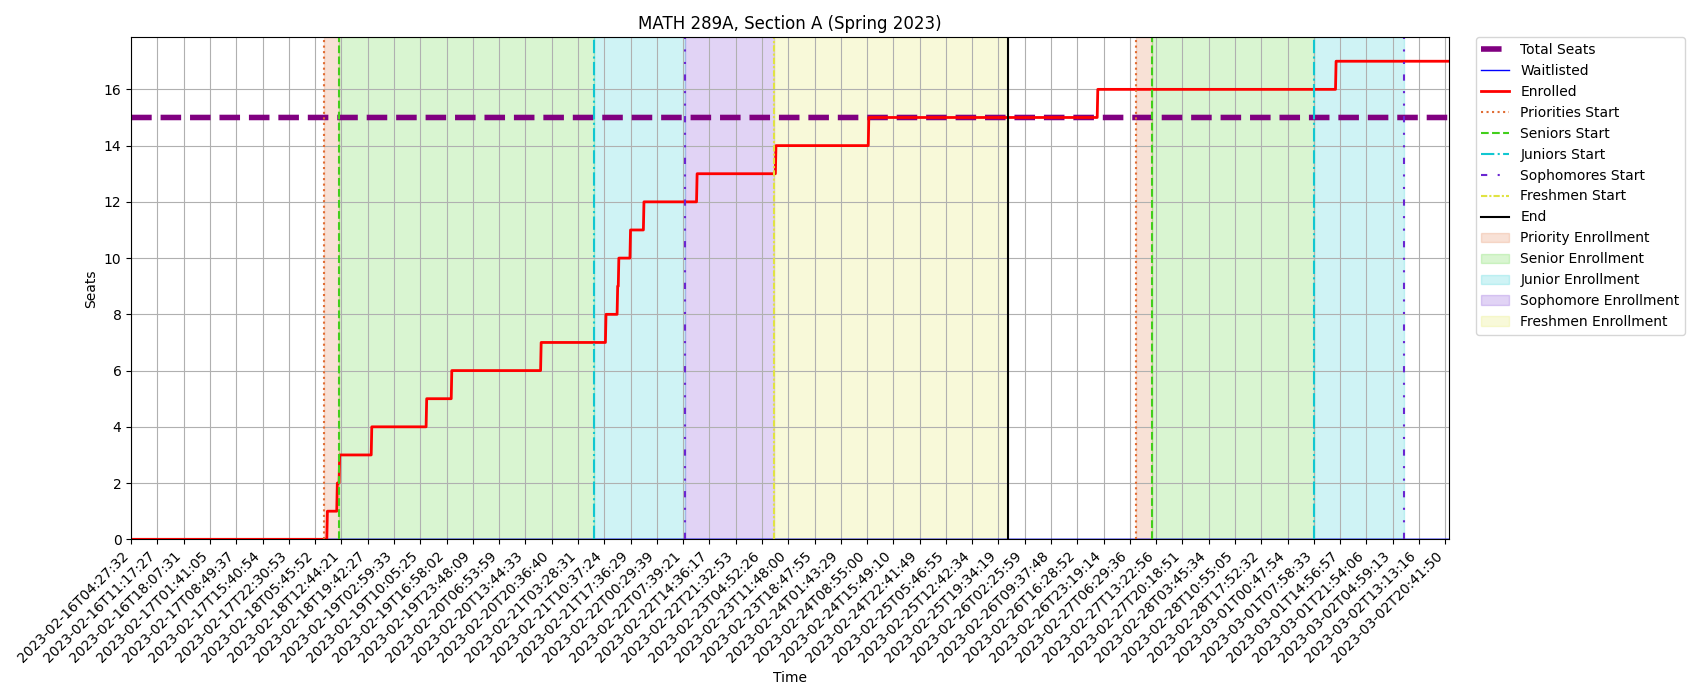 MATH 289A, Section A (Spring 2023)
Total Seats
Waitlisted
Enrolled
Priorities Start
Seniors Start
Juniors Start
Sophomores Start
Freshmen Start
End
Priority Enrollment
Senior Enrollment
Junior Enrollment
Sophomore Enrollment
Freshmen Enrollment
Seats
16
14
12
10
8
6
4
2
0
2023-02-16T04:27:32
2023-02-16T11:17:27
2023-02-16T18:07:31
2023-02-17T01:41:05
2023-02-17T08:49:37
2023-02-17T15:40:54
2023-02-17T22:30:53
2023-02-18T05:45:52
2023-02-18T12:44:21
2023-02-18T19:42:27
2023-02-19T02:59:33
2023-02-19T10:05:25
2023-02-19T16:58:02
2023-02-19T23:48:09
2023-02-20T06:53:59
2023-02-20T13:44:33
2023-02-20T20:36:40
2023-02-21T03:28:31
2023-02-21T10:37:24
2023-02-21T17:36:29
2023-02-22T00:29:39
2023-02-22T07:39:21
2023-02-22T14:36:17
2023-02-22T21:32:53
2023-02-23T04:52:26
2023-02-23T11:48:00
2023-02-23T18:47:55
2023-02-24T01:43:29
2023-02-24T08:55:00
2023-02-24T15:49:10
2023-02-24T22:41:49
2023-02-25T05:46:55
2023-02-25T12:42:34
2023-02-25T19:34:19
2023-02-26T02:25:59
2023-02-26T09:37:48
2023-02-26T16:28:52
2023-02-26T23:19:14
2023-02-27T06:29:36
2023-02-27T13:22:56
2023-02-27T20:18:51
2023-02-28T03:45:34
2023-02-28T10:55:05
2023-02-28T17:52:32
2023-03-01T00:47:54
2023-03-01T07:58:33
2023-03-01T14:56:57
2023-03-01T21:54:06
2023-03-02T04:59:13
2023-03-02T13:13:16
2023-03-02T20:41:50
Time